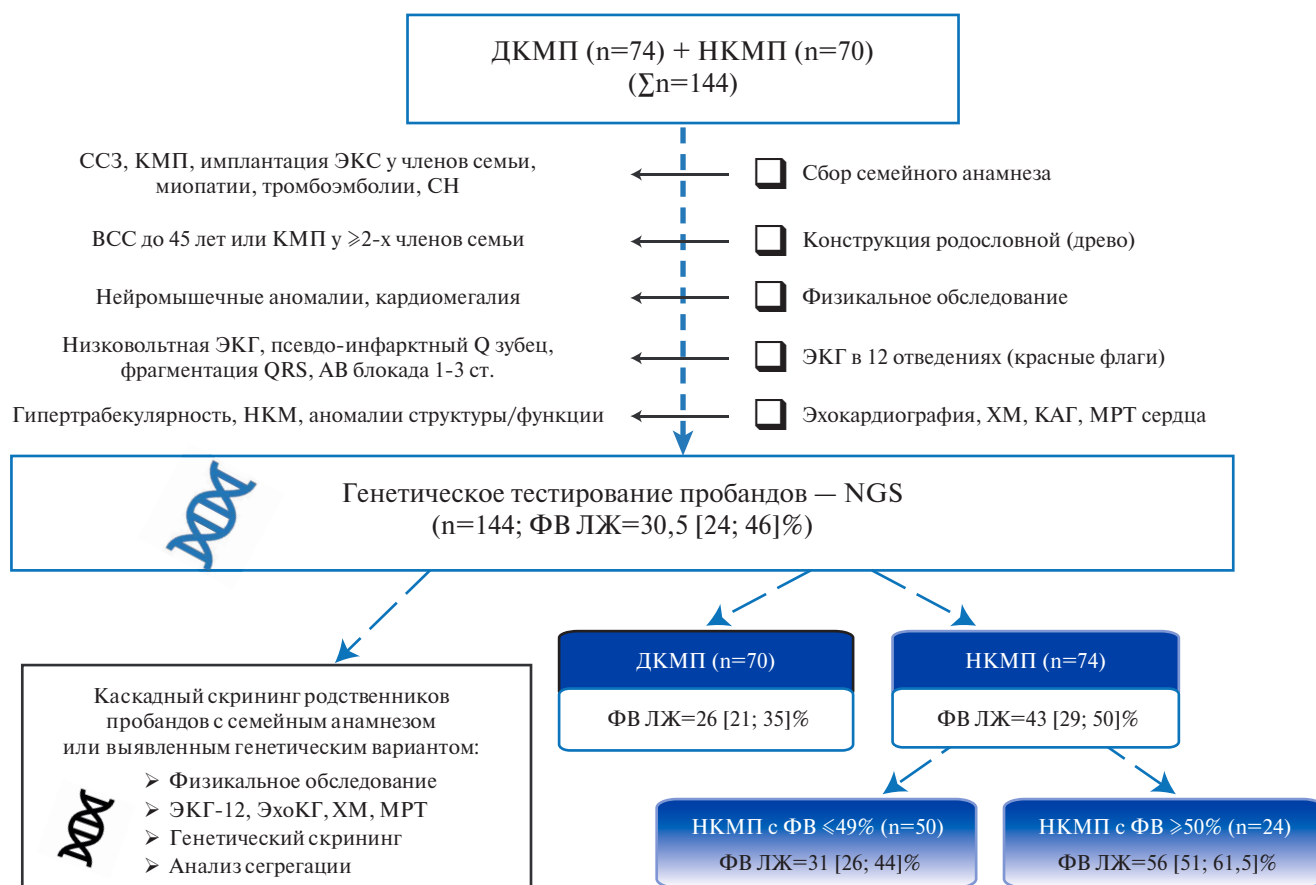 ДКМП (n=74) + НКМП (n=70)
(∑n=144)
ССЗ, КМП, имплантация ЭКС у членов семьи,
миопатии, тромбоэмболии, СН
Сбор семейного анамнеза
ВСС до 45 лет или КМП у ⩾2-х членов семьи
Конструкция родословной (древо)
Нейромышечные аномалии, кардиомегалия
Физикальное обследование
Низковольтная ЭКГ, псевдо-инфарктный Q зубец,
фрагментация QRS, АВ блокада 1-3 ст.
ЭКГ в 12 отведениях (красные флаги)
Гипертрабекулярность, НКМ, аномалии структуры/функции
Эхокардиография, ХМ, КАГ, МРТ сердца
Генетическое тестирование пробандов — NGS
(n=144; ФВ ЛЖ=30,5 [24; 46]%)
Каскадный скрининг родственников
пробандов с семейным анамнезом
или выявленным генетическим вариантом:
➢ Физикальное обследование
➢ ЭКГ-12, ЭхоКГ, ХМ, МРТ
➢ Генетический скрининг
➢ Анализ сегрегации
ДКМП (n=70)
ФВ ЛЖ=26 [21; 35]%
НКМП (n=74)
ФВ ЛЖ=43 [29; 50]%
НКМП с ФВ ⩽49% (n=50)
ФВ ЛЖ=31 [26; 44]%
НКМП с ФВ ⩾50% (n=24)
ФВ ЛЖ=56 [51; 61,5]%